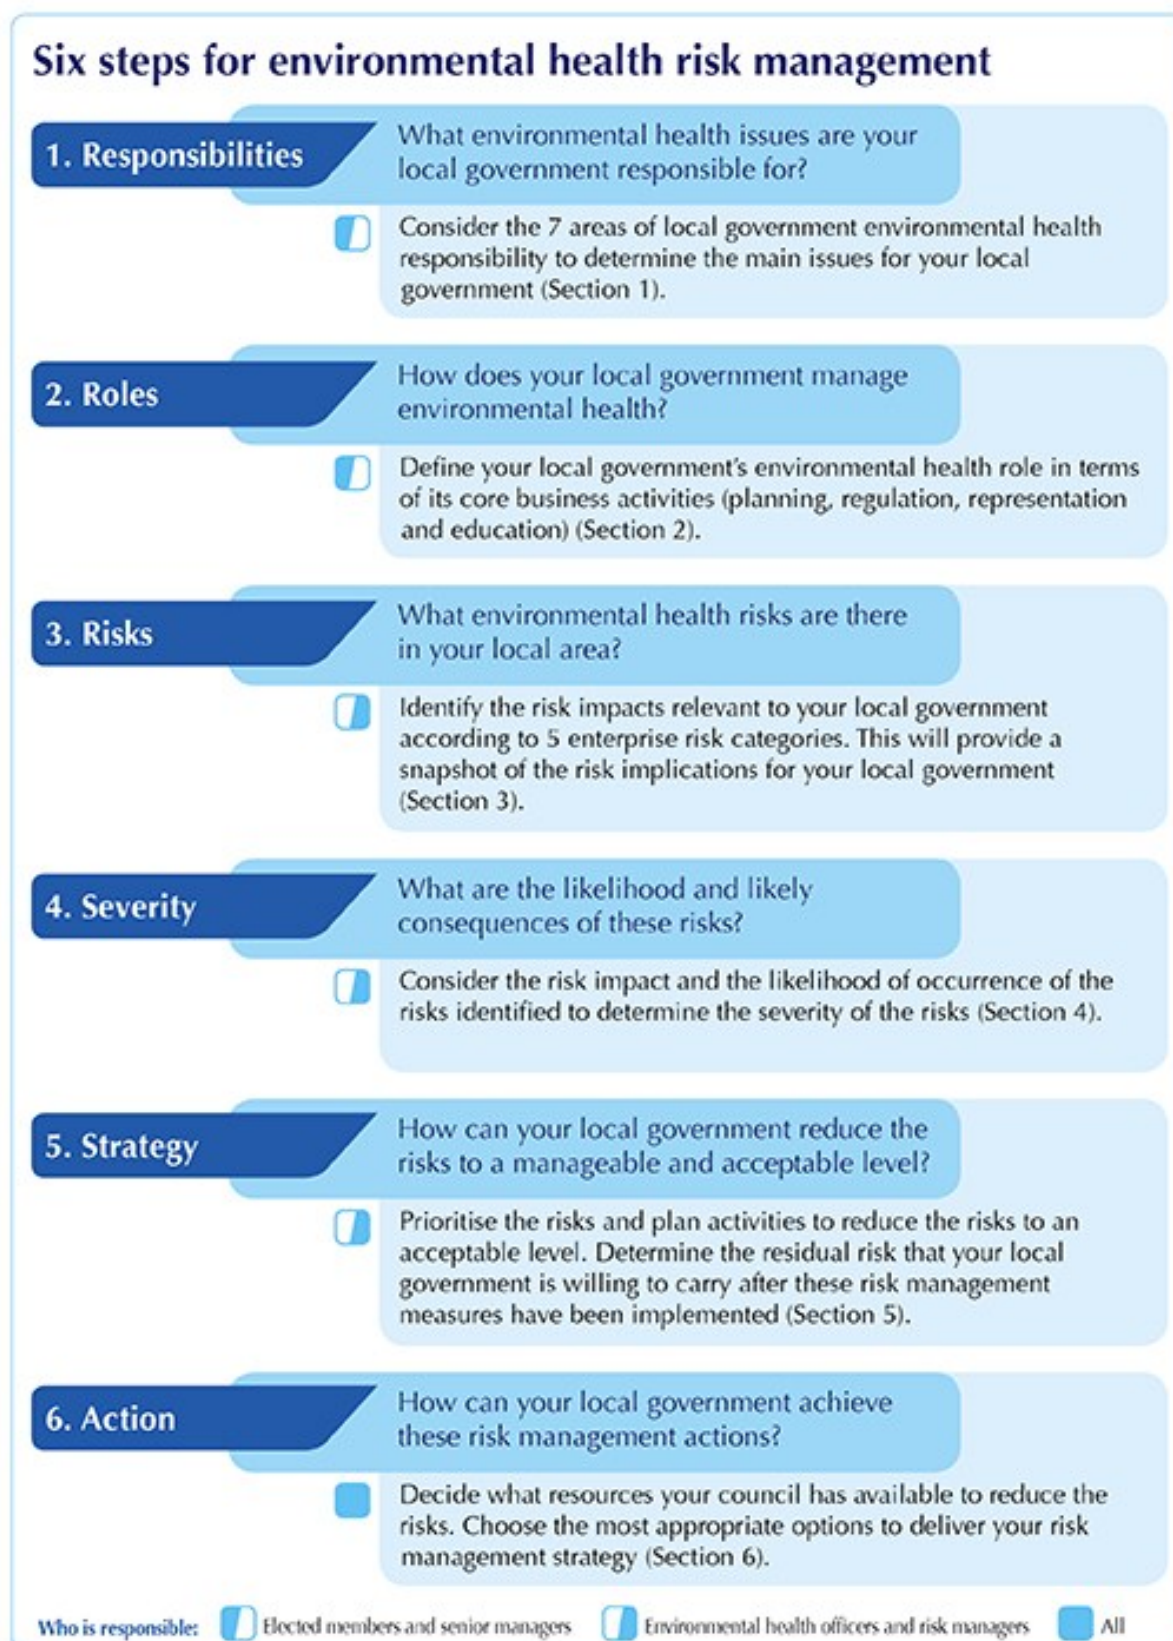 Six steps for environmental health risk management
1. Responsibilities
What environmental health issues are your
local government responsible for?
Consider the 7 areas of local government environmental health
responsibility to determine the main issues for your local
government (Section 1).
2. Roles
How does your local government manage
environmental health?
Define your local government's environmental health role in terms
of its core business activities (planning, regulation, representation
and education) (Section 2).
3. Risks
What environmental health risks are there
in your local area?
Identify the risk impacts relevant to your local government
according to 5 enterprise risk categories. This will provide a
snapshot of the risk implications for your local government
(Section 3).
4. Severity
What are the likelihood and likely
consequences of these risks?
Consider the risk impact and the likelihood of occurrence of the
risks identified to determine the severity of the risks (Section 4).
5. Strategy
How can your local government reduce the
risks to a manageable and acceptable level?
Prioritise the risks and plan activities to reduce the risks to an
acceptable level. Determine the residual risk that your local
government is willing to carry after these risk management
measures have been implemented (Section 5).
6. Action
How can your local government achieve
these risk management actions?
Decide what resources your council has available to reduce the
risks. Choose the most appropriate options to deliver your risk
management strategy (Section 6).
Who is responsible: Elected members and senior managers Environmental health officers and risk managers All